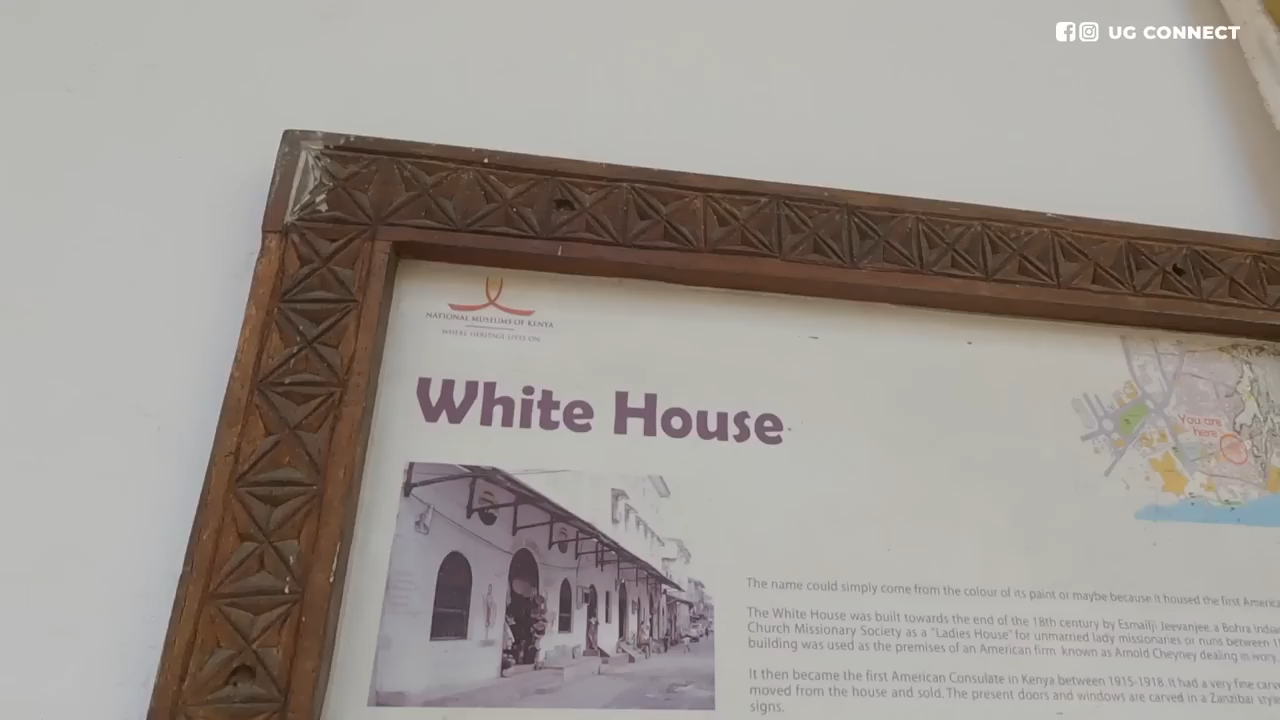 UG CONNECT
NATIONAL MUSEUMS OF KENYA
WHERE HERITAGE LIVES ON
White House
You are
here
The name could simply come from the colour of its paint or maybe because it housed the first America
The White House was built towards the end of the 18th century by Esmailji Jeevanjee, a Bohra Indian
Church Missionary Society as a "Ladies House" for unmarried lady missionaries or nuns between 1
building was used as the premises of an American firm known as Arnold Cheyney dealing in ivory
It then became the first American Consulate in Kenya between 1915-1918. It had a very fine carve
moved from the house and sold. The present doors and windows are carved in a Zanzibar style
signs.